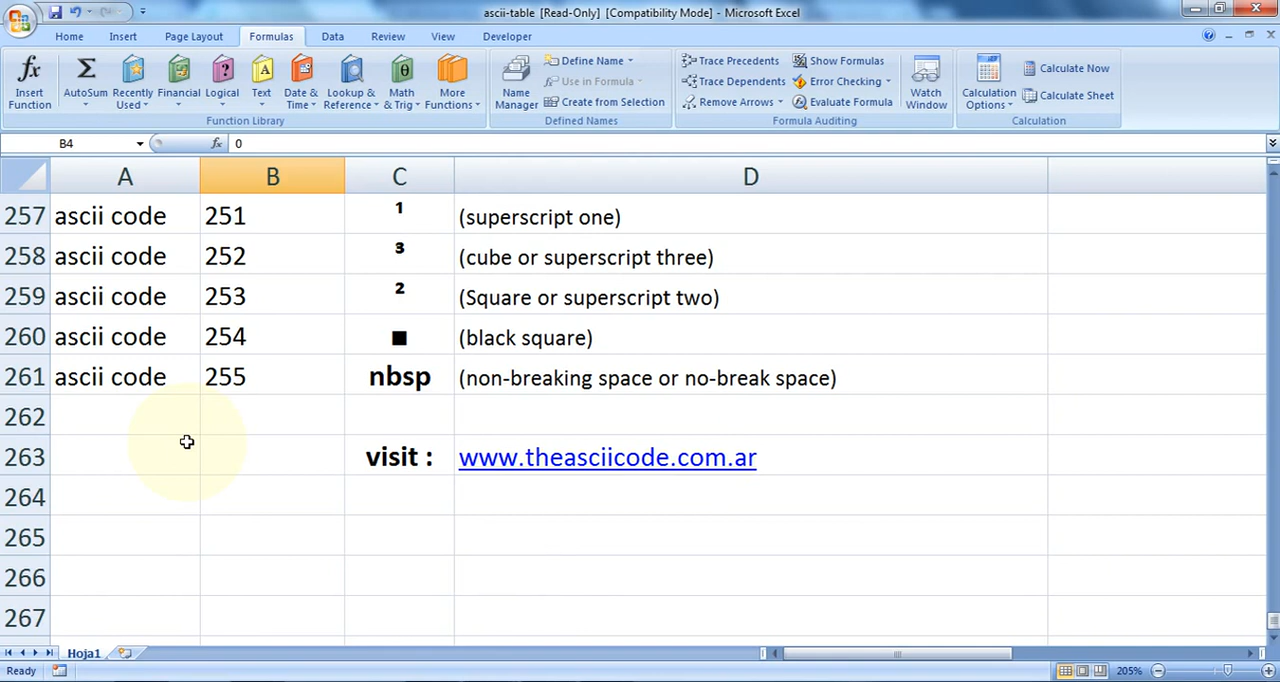 ascii-table [Read-Only] [Compatibility Mode] - Microsoft Excel
Home Insert Page Layout Formulas Data Review View Developer
fx Insert Function
Σ AutoSum
Recently Used
Financial
? Logical
A Text
Date & Time
Lookup & Reference
θ Math & Trig
More Functions
Function Library
Name Manager
Define Name
Use in Formula
Create from Selection
Defined Names
Trace Precedents
Trace Dependents
Remove Arrows
Show Formulas
Error Checking
Evaluate Formula
Formula Auditing
Watch Window
Calculation Options
Calculate Now
Calculate Sheet
Calculation
B4 fx 0
A B C D
257 ascii code 251 ¹ (superscript one)
258 ascii code 252 ³ (cube or superscript three)
259 ascii code 253 ² (Square or superscript two)
260 ascii code 254 ■ (black square)
261 ascii code 255 nbsp (non-breaking space or no-break space)
262
263 visit : www.theasciicode.com.ar
264
265
266
267
Hoja1
Ready 205%